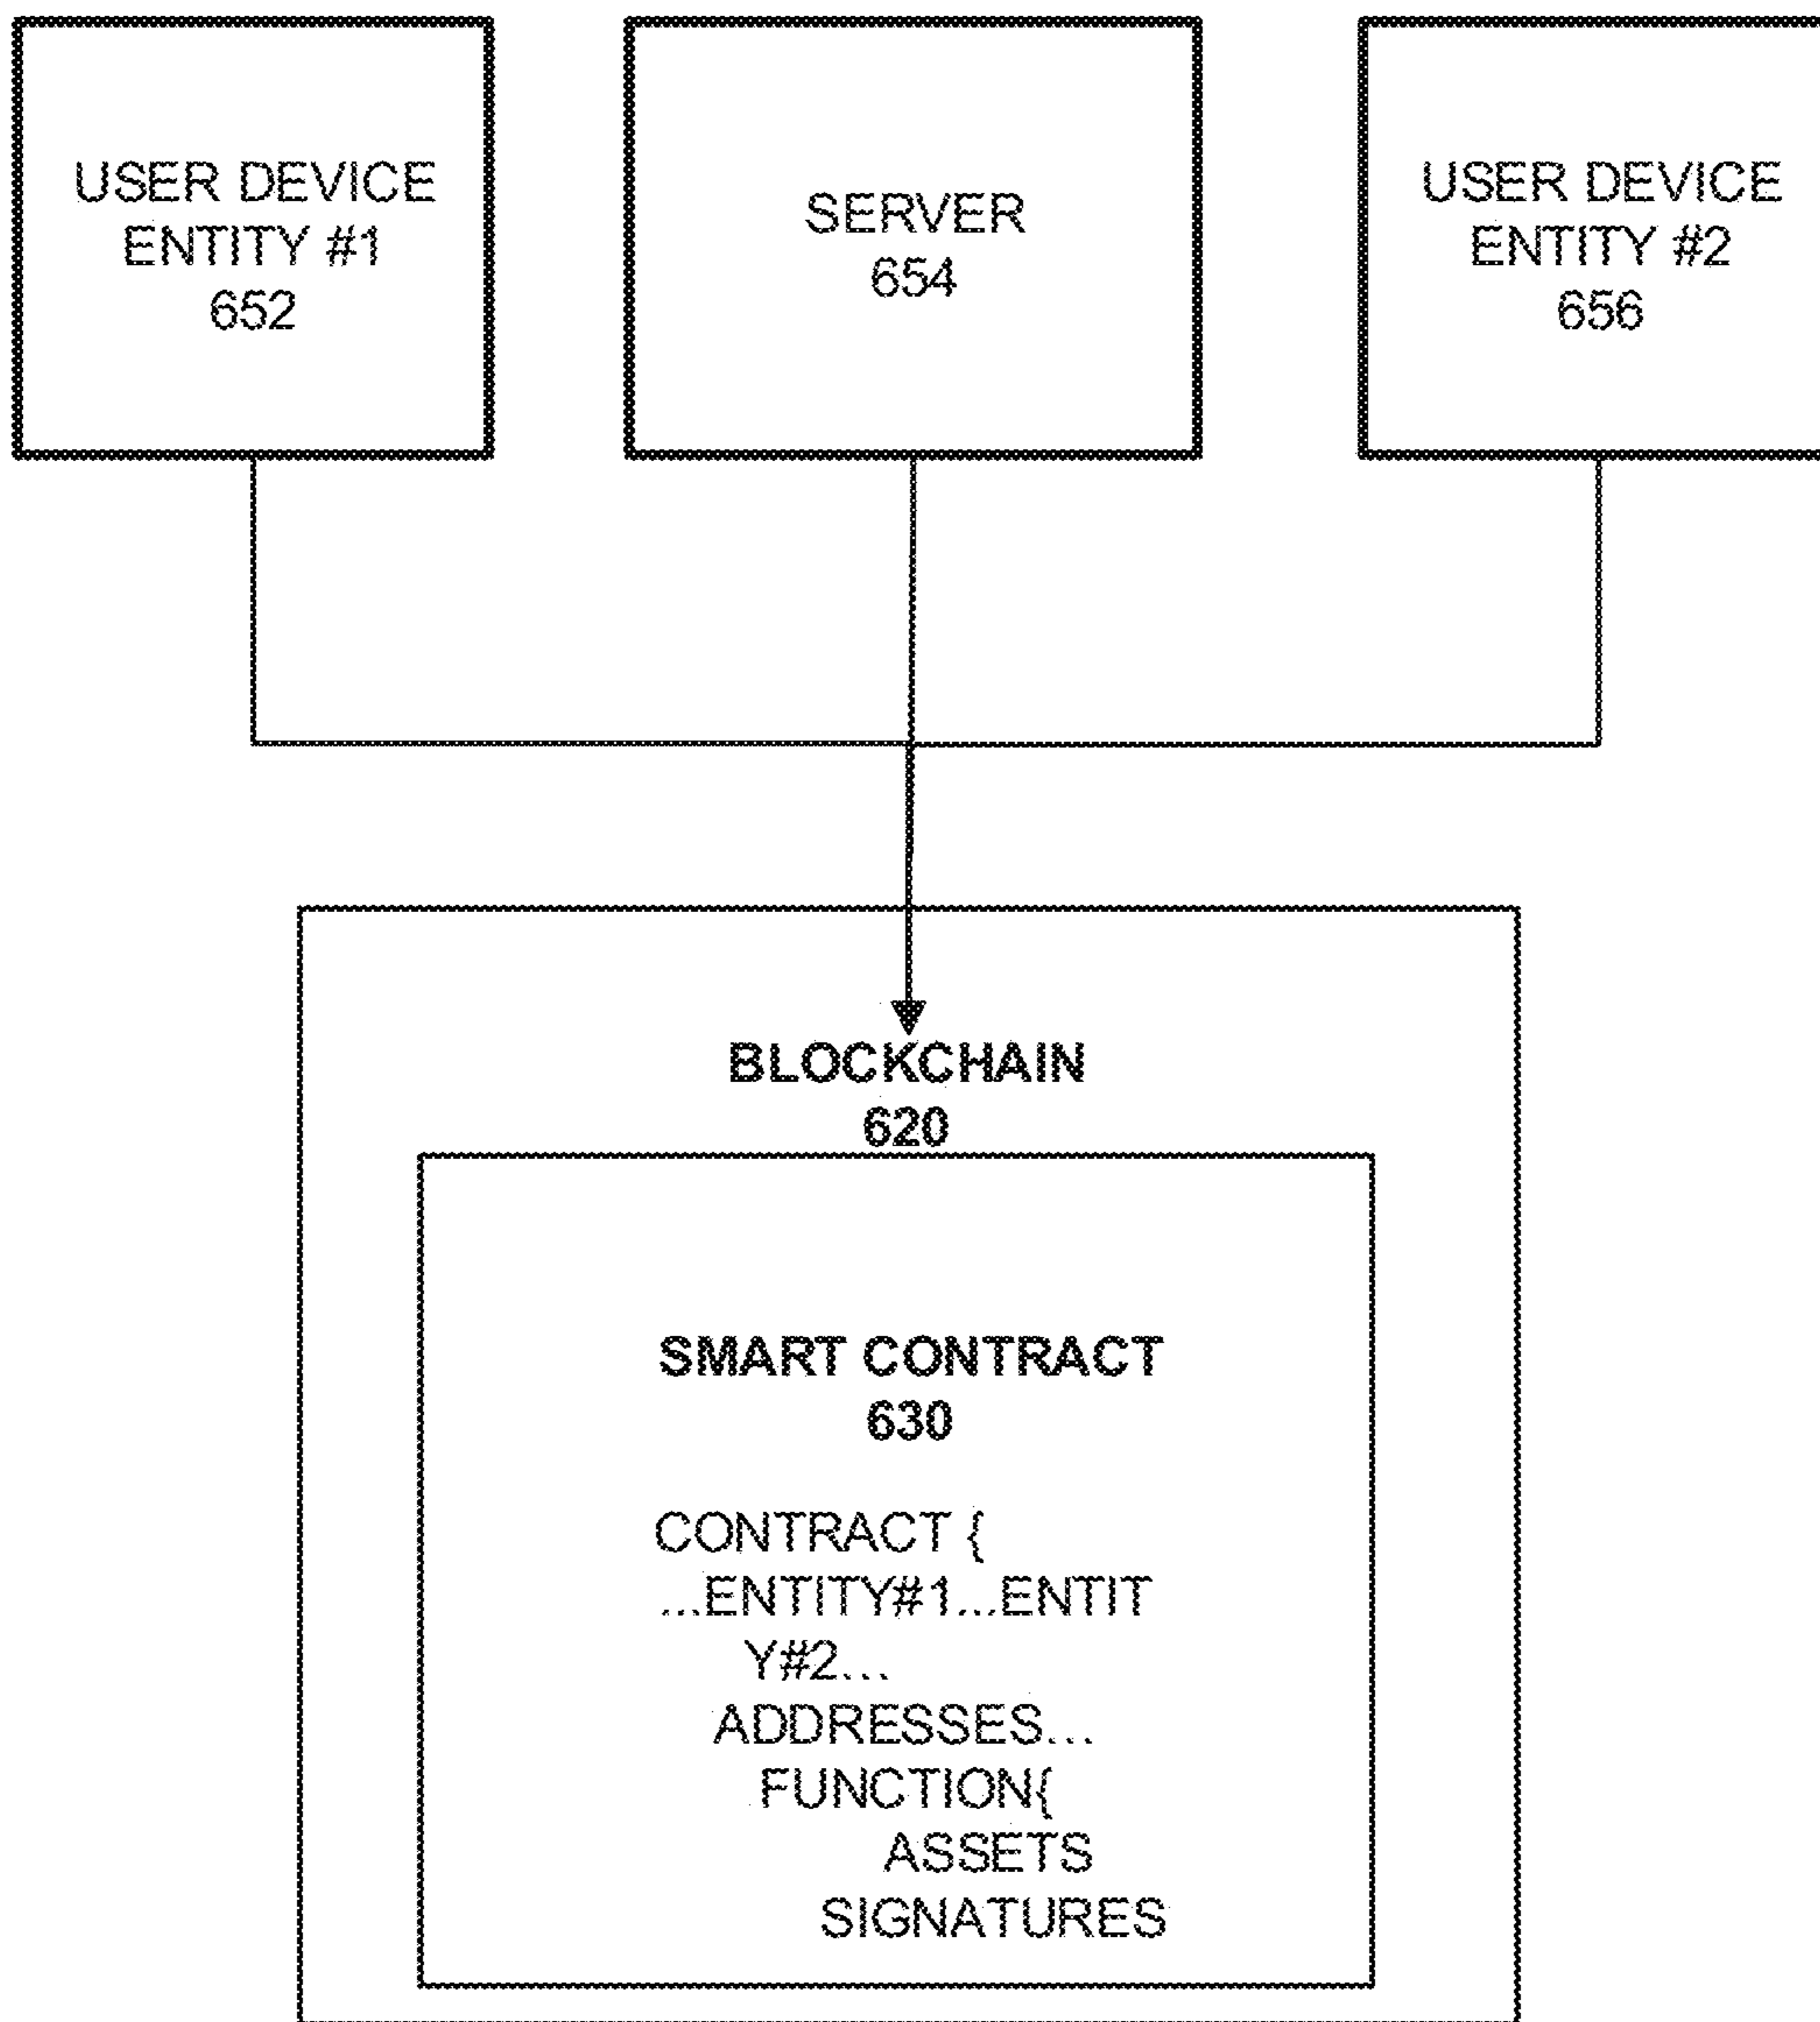 USER DEVICE
ENTITY #1
652
SERVER
654
USER DEVICE
ENTITY #2
656
BLOCKCHAIN
620
SMART CONTRACT
630
CONTRACT {
...ENTITY#1...ENTIT
Y#2...
ADDRESSES...
FUNCTION{
ASSETS
SIGNATURES